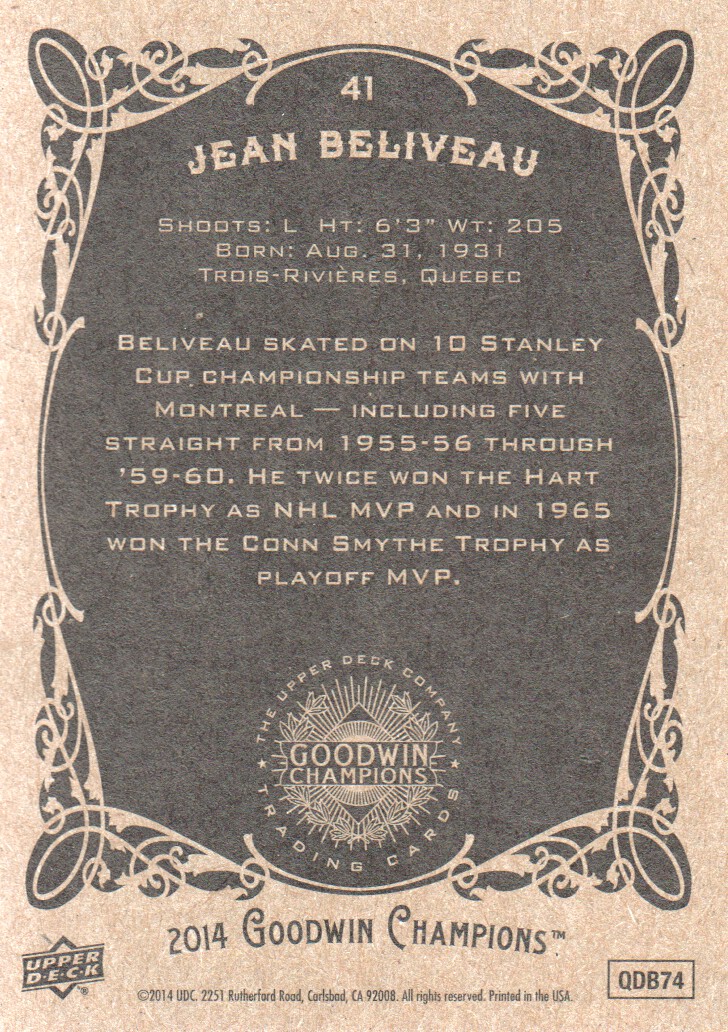 41
JEAN BELIVEAU
SHOOTS: L HT: 6'3" WT: 205
BORN: AUG. 31, 1931
TROIS-RIVIÈRES, QUEBEC
BELIVEAU SKATED ON 10 STANLEY
CUP CHAMPIONSHIP TEAMS WITH
MONTREAL — INCLUDING FIVE
STRAIGHT FROM 1955-56 THROUGH
'59-60. HE TWICE WON THE HART
TROPHY AS NHL MVP AND IN 1965
WON THE CONN SMYTHE TROPHY AS
PLAYOFF MVP.
THE UPPER DECK COMPANY
GOODWIN
CHAMPIONS
★ TRADING CARDS ★
2014 GOODWIN CHAMPIONS™
UPPER
D·E·C·K®
©2014 UDC. 2251 Rutherford Road, Carlsbad, CA 92008. All rights reserved. Printed in the USA.
QDB74